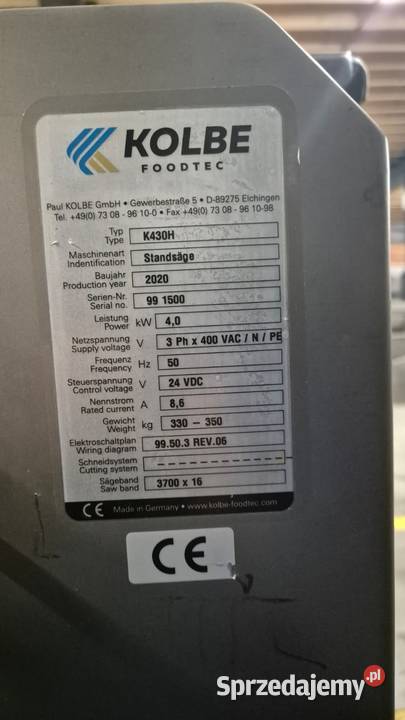 KOLBE
FOODTEC
Paul KOLBE GmbH • Gewerbestraße 5 • D-89275 Elchingen
Tel. +49(0) 73 08 - 96 10-0 • Fax +49(0) 73 08 - 96 10-98
Typ
Type K430H
Maschinenart
Indentification Standsäge
Baujahr
Production year 2020
Serien-Nr.
Serial no. 99 1500
Leistung
Power kW 4,0
Netzspannung
Supply voltage V 3 Ph x 400 VAC / N / PE
Frequenz
Frequency Hz 50
Steuerspannung
Control voltage V 24 VDC
Nennstrom
Rated current A 8,6
Gewicht
Weight kg 330 – 350
Elektroschaltplan
Wiring diagram 99.50.3 REV.06
Schneidsystem
Cutting system - - - - - - - - - - - - - - -
Sägeband
Saw band 3700 x 16
CE Made in Germany • www.kolbe-foodtec.com
CE
Sprzedajemy.pl